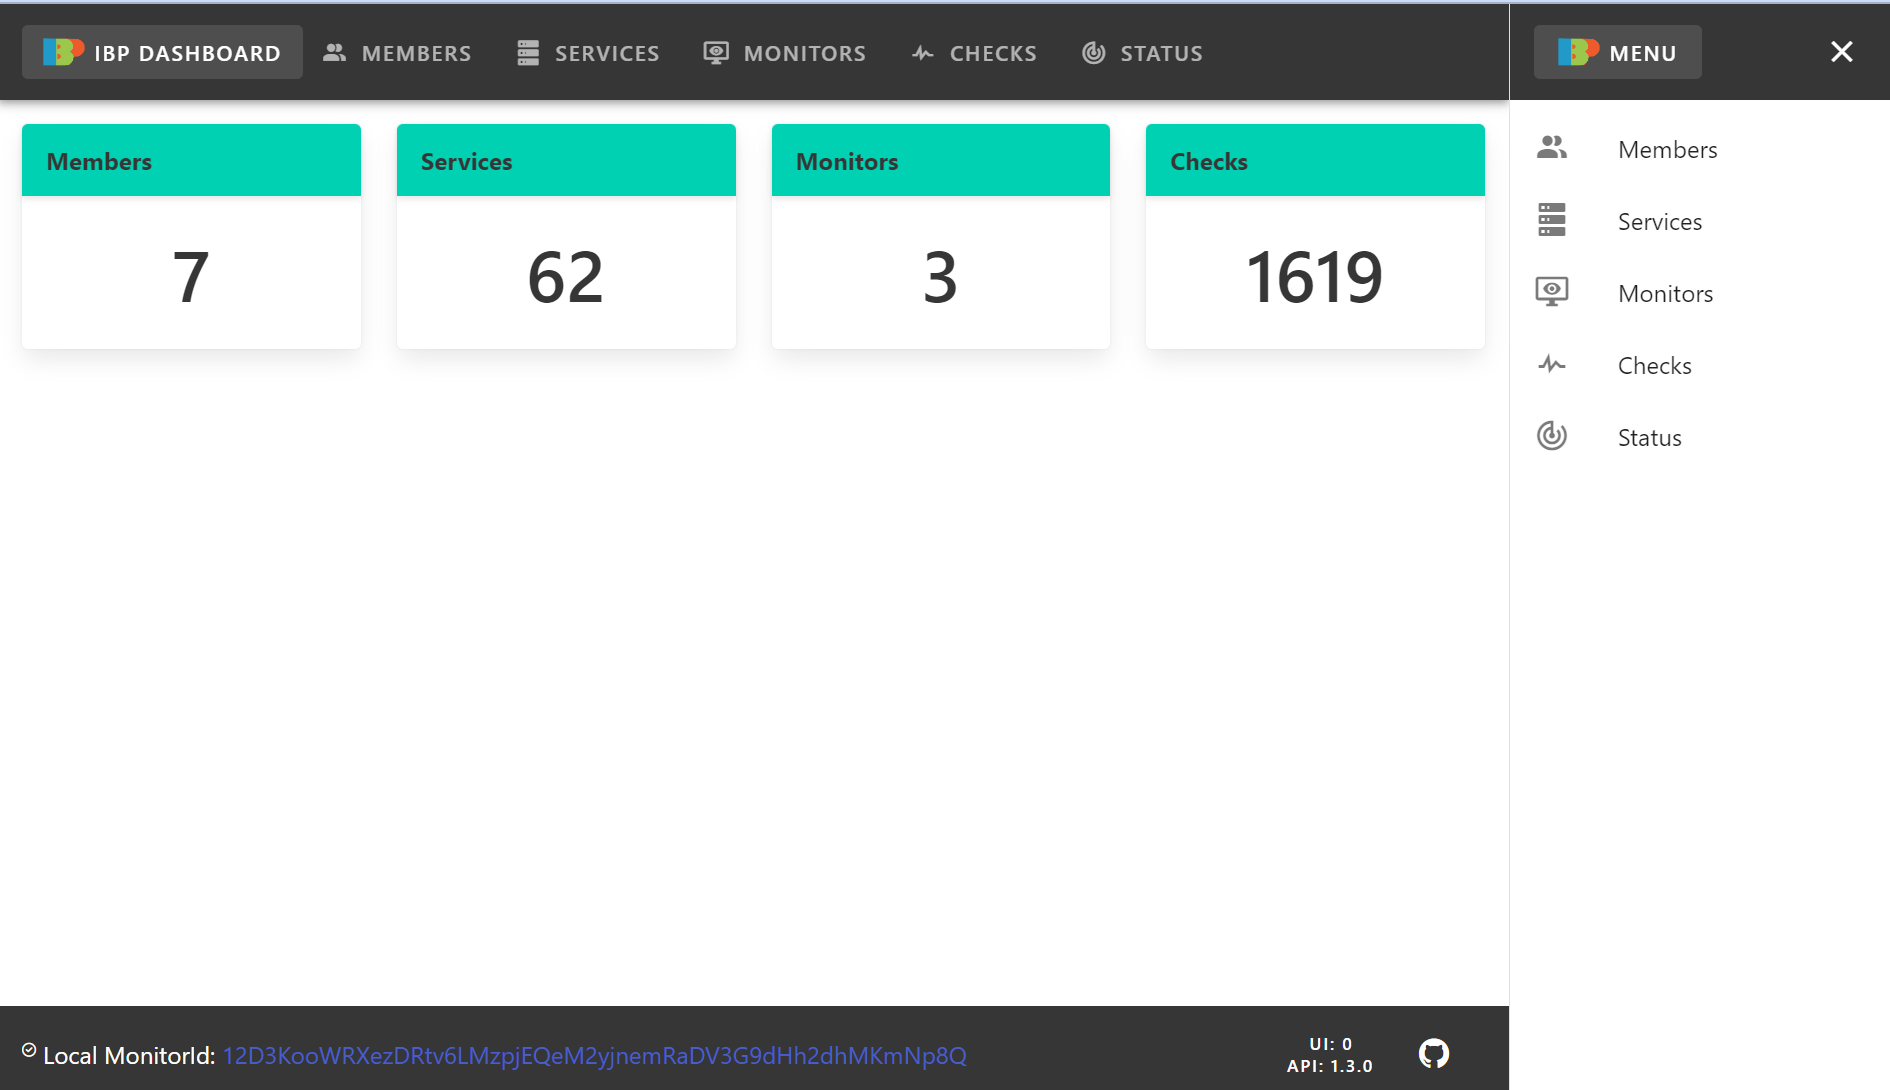 IBP DASHBOARD
MEMBERS
SERVICES
MONITORS
CHECKS
STATUS
MENU
Members
7
Services
62
Monitors
3
Checks
1619
Members
Services
Monitors
Checks
Status
Local MonitorId: 12D3KooWRXezDRtv6LMzpjEQeM2yjnemRaDV3G9dHh2dhMKmNp8Q
UI: 0
API: 1.3.0